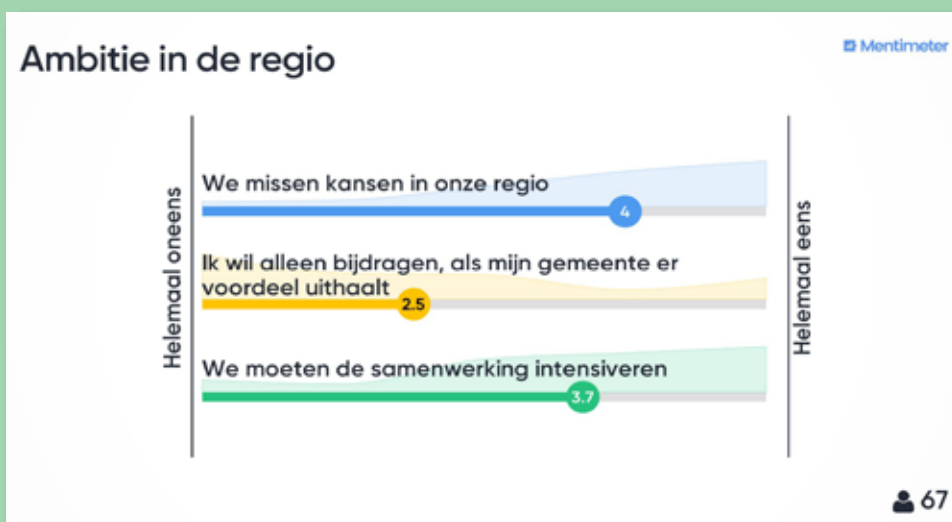 Ambitie in de regio
Mentimeter
Helemaal oneens
We missen kansen in onze regio
4
Ik wil alleen bijdragen, als mijn gemeente er
voordeel uithaalt
2.5
We moeten de samenwerking intensiveren
3.7
Helemaal eens
67